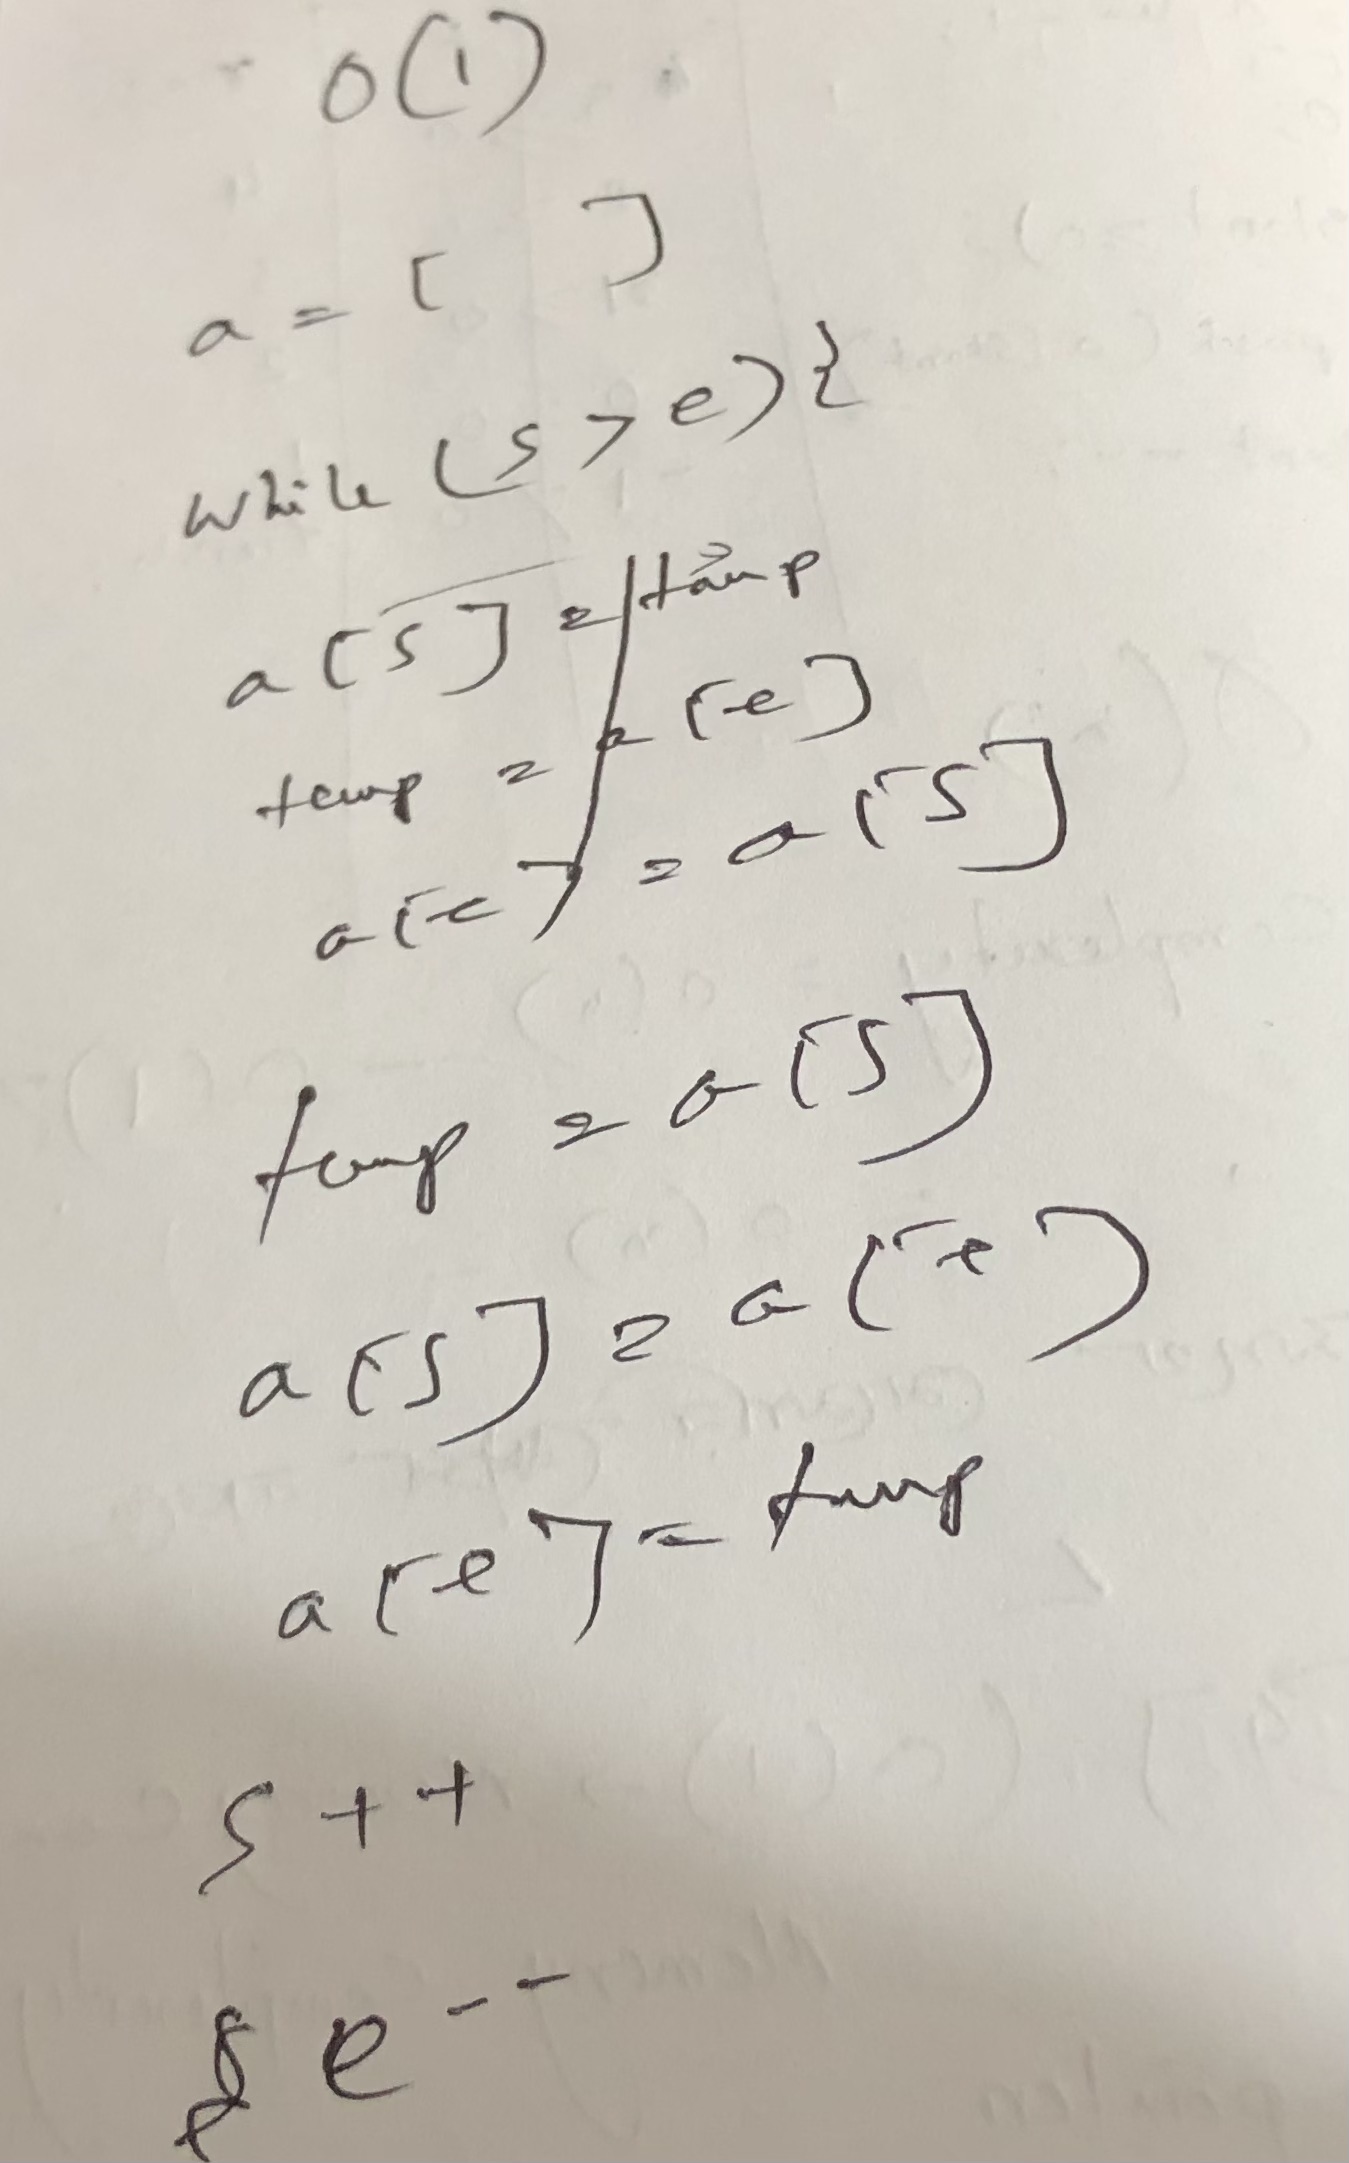 O(1)
a = [ ]
while (s > e) {
a[s] = temp
temp = a[e]
a[e] = a[s]
temp = a[s]
a[s] = a[e]
a[e] = temp
s++
e--